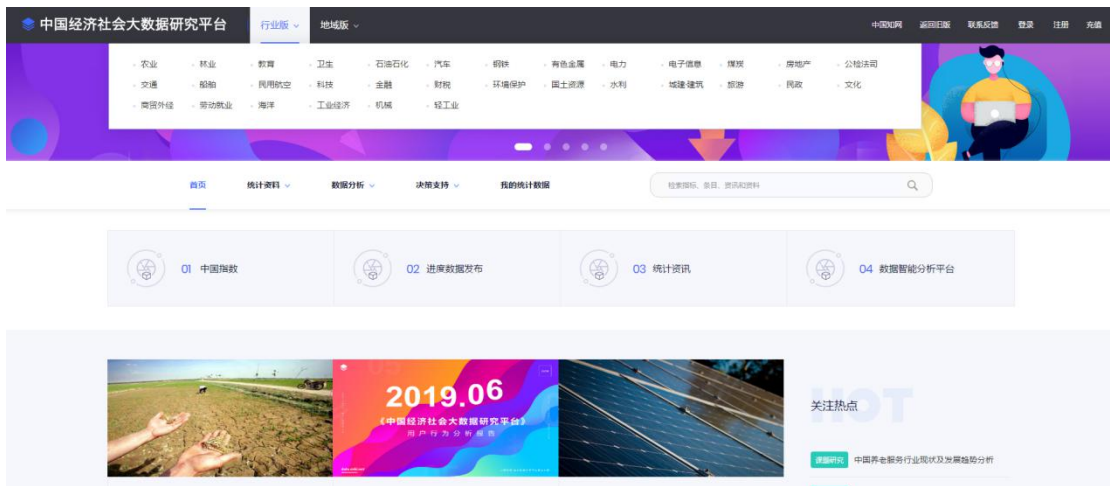 中国经济社会大数据研究平台 行业版 地域版 中国知网 返回旧版 联系反馈 登录 注册 充值
农业 林业 教育 卫生 石油石化 汽车 钢铁 有色金属 电力 电子信息 煤炭 房地产 公检法司
交通 船舶 民用航空 科技 金融 财税 环境保护 国土资源 水利 城建·建筑 旅游 民政 文化
商贸外经 劳动就业 海洋 工业经济 机械 轻工业
首页 统计资料 数据分析 决策支持 我的统计数据 检索指标、条目、资讯和资料
01 中国指数 02 进度数据发布 03 统计资讯 04 数据智能分析平台
2019.06
《中国经济社会大数据研究平台》
用户行为分析报告
HOT
关注热点
课题研究 中国养老服务行业现状及发展趋势分析